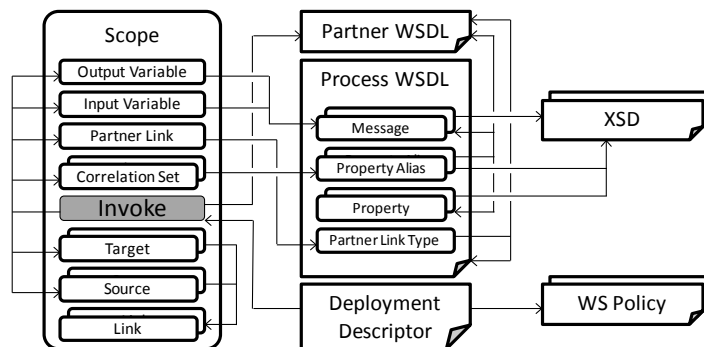 Scope
Output Variable
Input Variable
Partner Link
Correlation Set
Invoke
Target
Source
Link
Partner WSDL
Process WSDL
Message
Property Alias
Property
Partner Link Type
Deployment
Descriptor
XSD
WS Policy